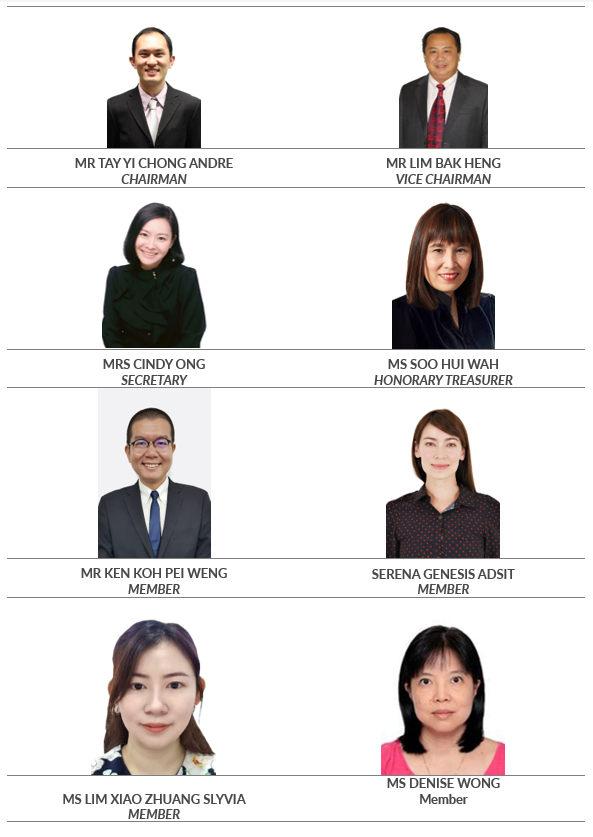 MR TAY YI CHONG ANDRE
CHAIRMAN
MR LIM BAK HENG
VICE CHAIRMAN
MRS CINDY ONG
SECRETARY
MS SOO HUI WAH
HONORARY TREASURER
MR KEN KOH PEI WENG
MEMBER
SERENA GENESIS ADSIT
MEMBER
MS LIM XIAO ZHUANG SLYVIA
MEMBER
MS DENISE WONG
Member